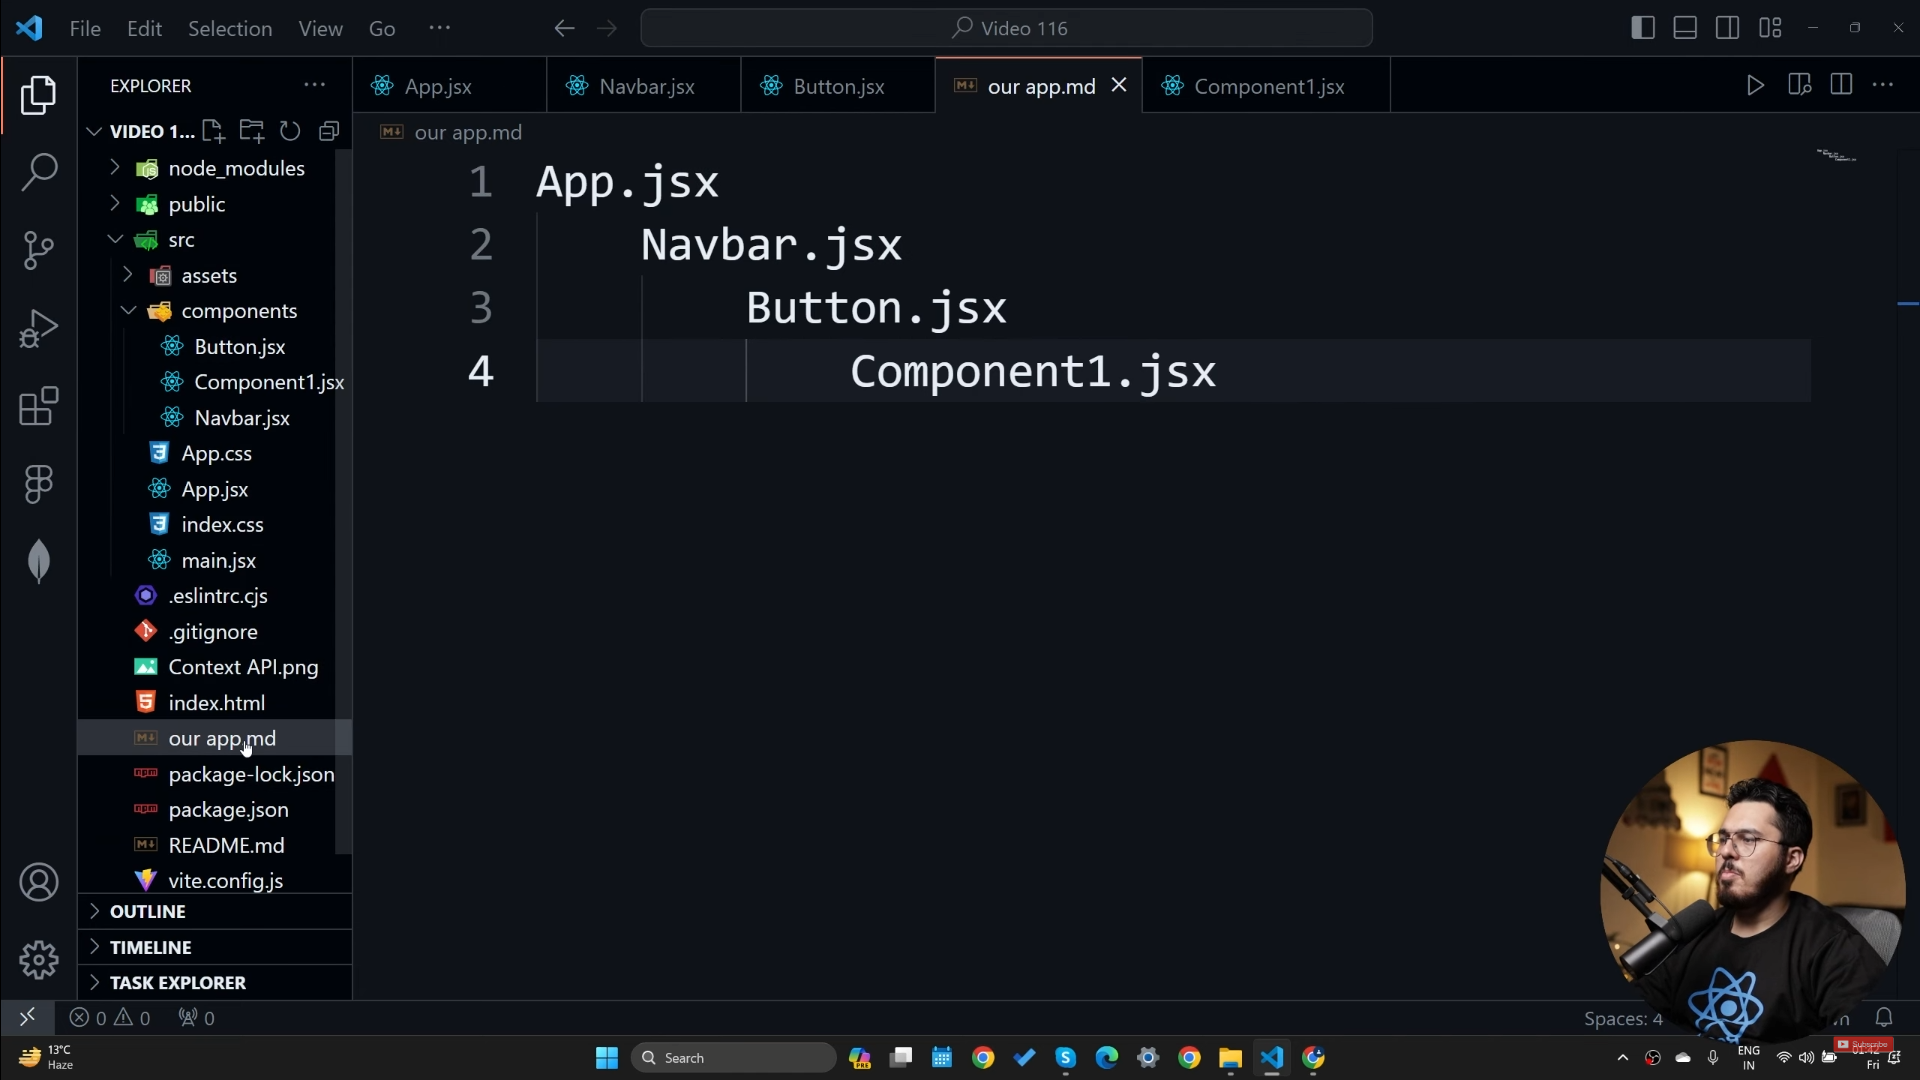 File Edit Selection View Go ··· Video 116
EXPLORER
App.jsx Navbar.jsx Button.jsx our app.md Component1.jsx
VIDEO 1...
our app.md
node_modules
public
src
assets
components
Button.jsx
Component1.jsx
Navbar.jsx
App.css
App.jsx
index.css
main.jsx
.eslintrc.cjs
.gitignore
Context API.png
index.html
our app.md
package-lock.json
package.json
README.md
vite.config.js
OUTLINE
TIMELINE
TASK EXPLORER
1 App.jsx
2 Navbar.jsx
3 Button.jsx
4 Component1.jsx
0 0 0
Spaces: 4
13°C
Haze
Search
PRE
ENG
IN
Subscribe
Fri